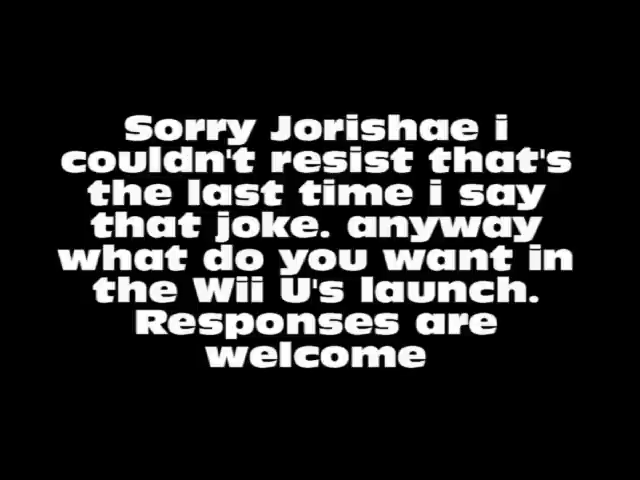 Sorry Jorishae i
couldn't resist that's
the last time i say
that joke. anyway
what do you want in
the Wii U's launch.
Responses are
welcome